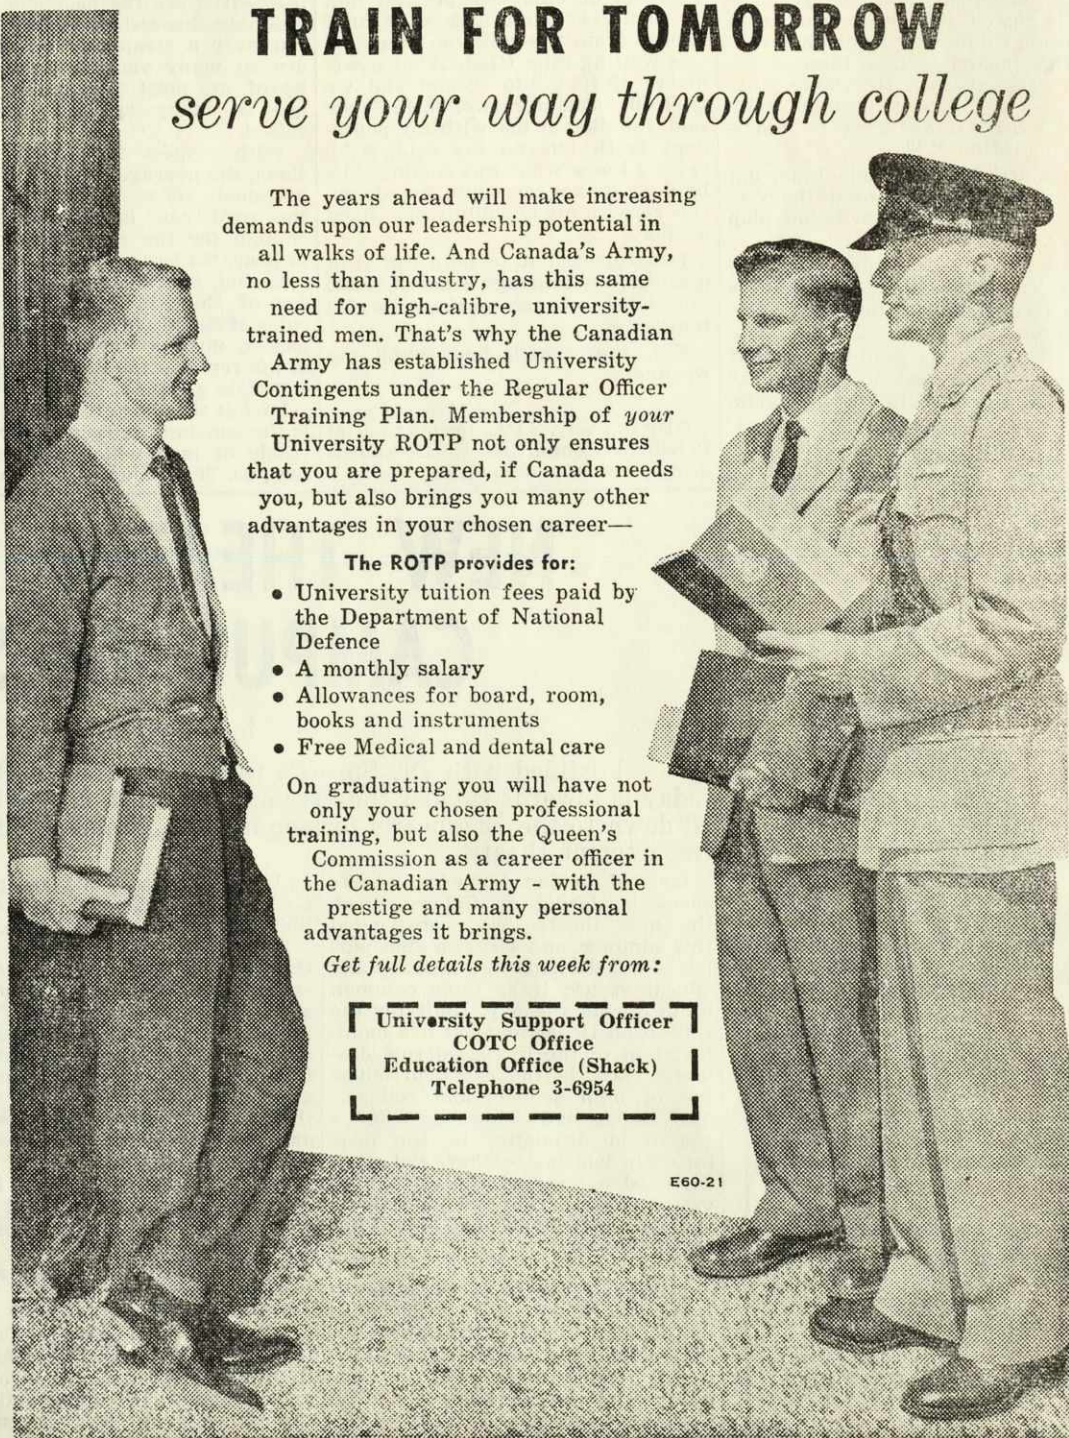 TRAIN FOR TOMORROW
serve your way through college
The years ahead will make increasing
demands upon our leadership potential in
all walks of life. And Canada's Army,
no less than industry, has this same
need for high-calibre, university-
trained men. That's why the Canadian
Army has established University
Contingents under the Regular Officer
Training Plan. Membership of your
University ROTP not only ensures
that you are prepared, if Canada needs
you, but also brings you many other
advantages in your chosen career—
The ROTP provides for:
• University tuition fees paid by
the Department of National
Defence
• A monthly salary
• Allowances for board, room,
books and instruments
• Free Medical and dental care
On graduating you will have not
only your chosen professional
training, but also the Queen's
Commission as a career officer in
the Canadian Army - with the
prestige and many personal
advantages it brings.
Get full details this week from:
University Support Officer
COTC Office
Education Office (Shack)
Telephone 3-6954
E60-21